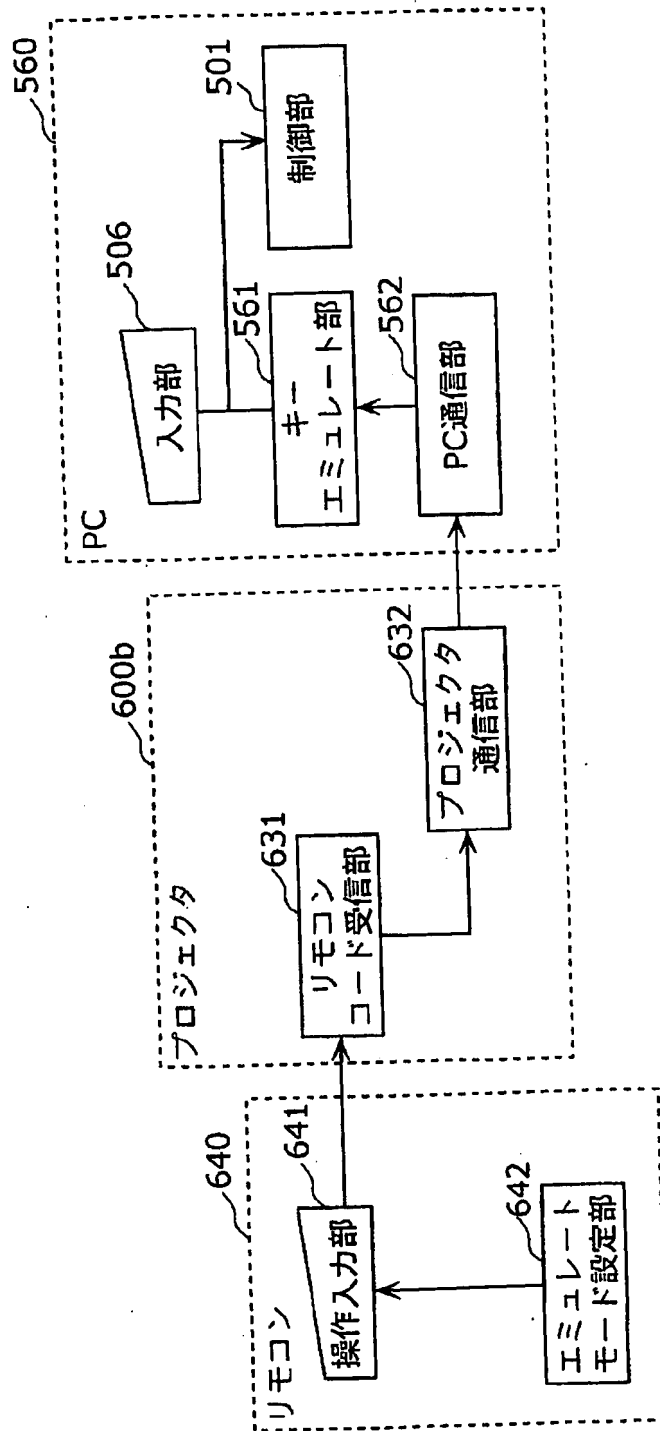 リモコン
640
操作入力部
641
エミュレート
モード設定部
642
プロジェクタ
600b
リモコン
コード受信部
631
プロジェクタ
通信部
632
PC
560
入力部
506
キー
エミュレート部
561
制御部
501
PC通信部
562